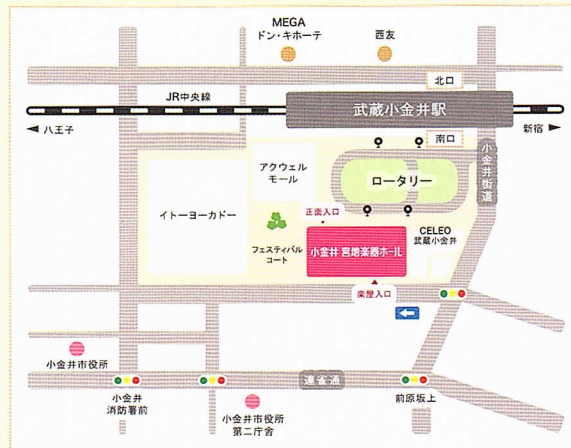 MEGA
ドン・キホーテ
西友
北口
JR中央線
武蔵小金井駅
八王子
新宿
南口
小金井街道
アクウェル
モール
ロータリー
イトーヨーカドー
正面入口
フェスティバル
コート
小金井 宮地楽器ホール
CELEO
武蔵小金井
楽屋入口
小金井市役所
連雀通
小金井
消防署前
小金井市役所
第二庁舎
前原坂上